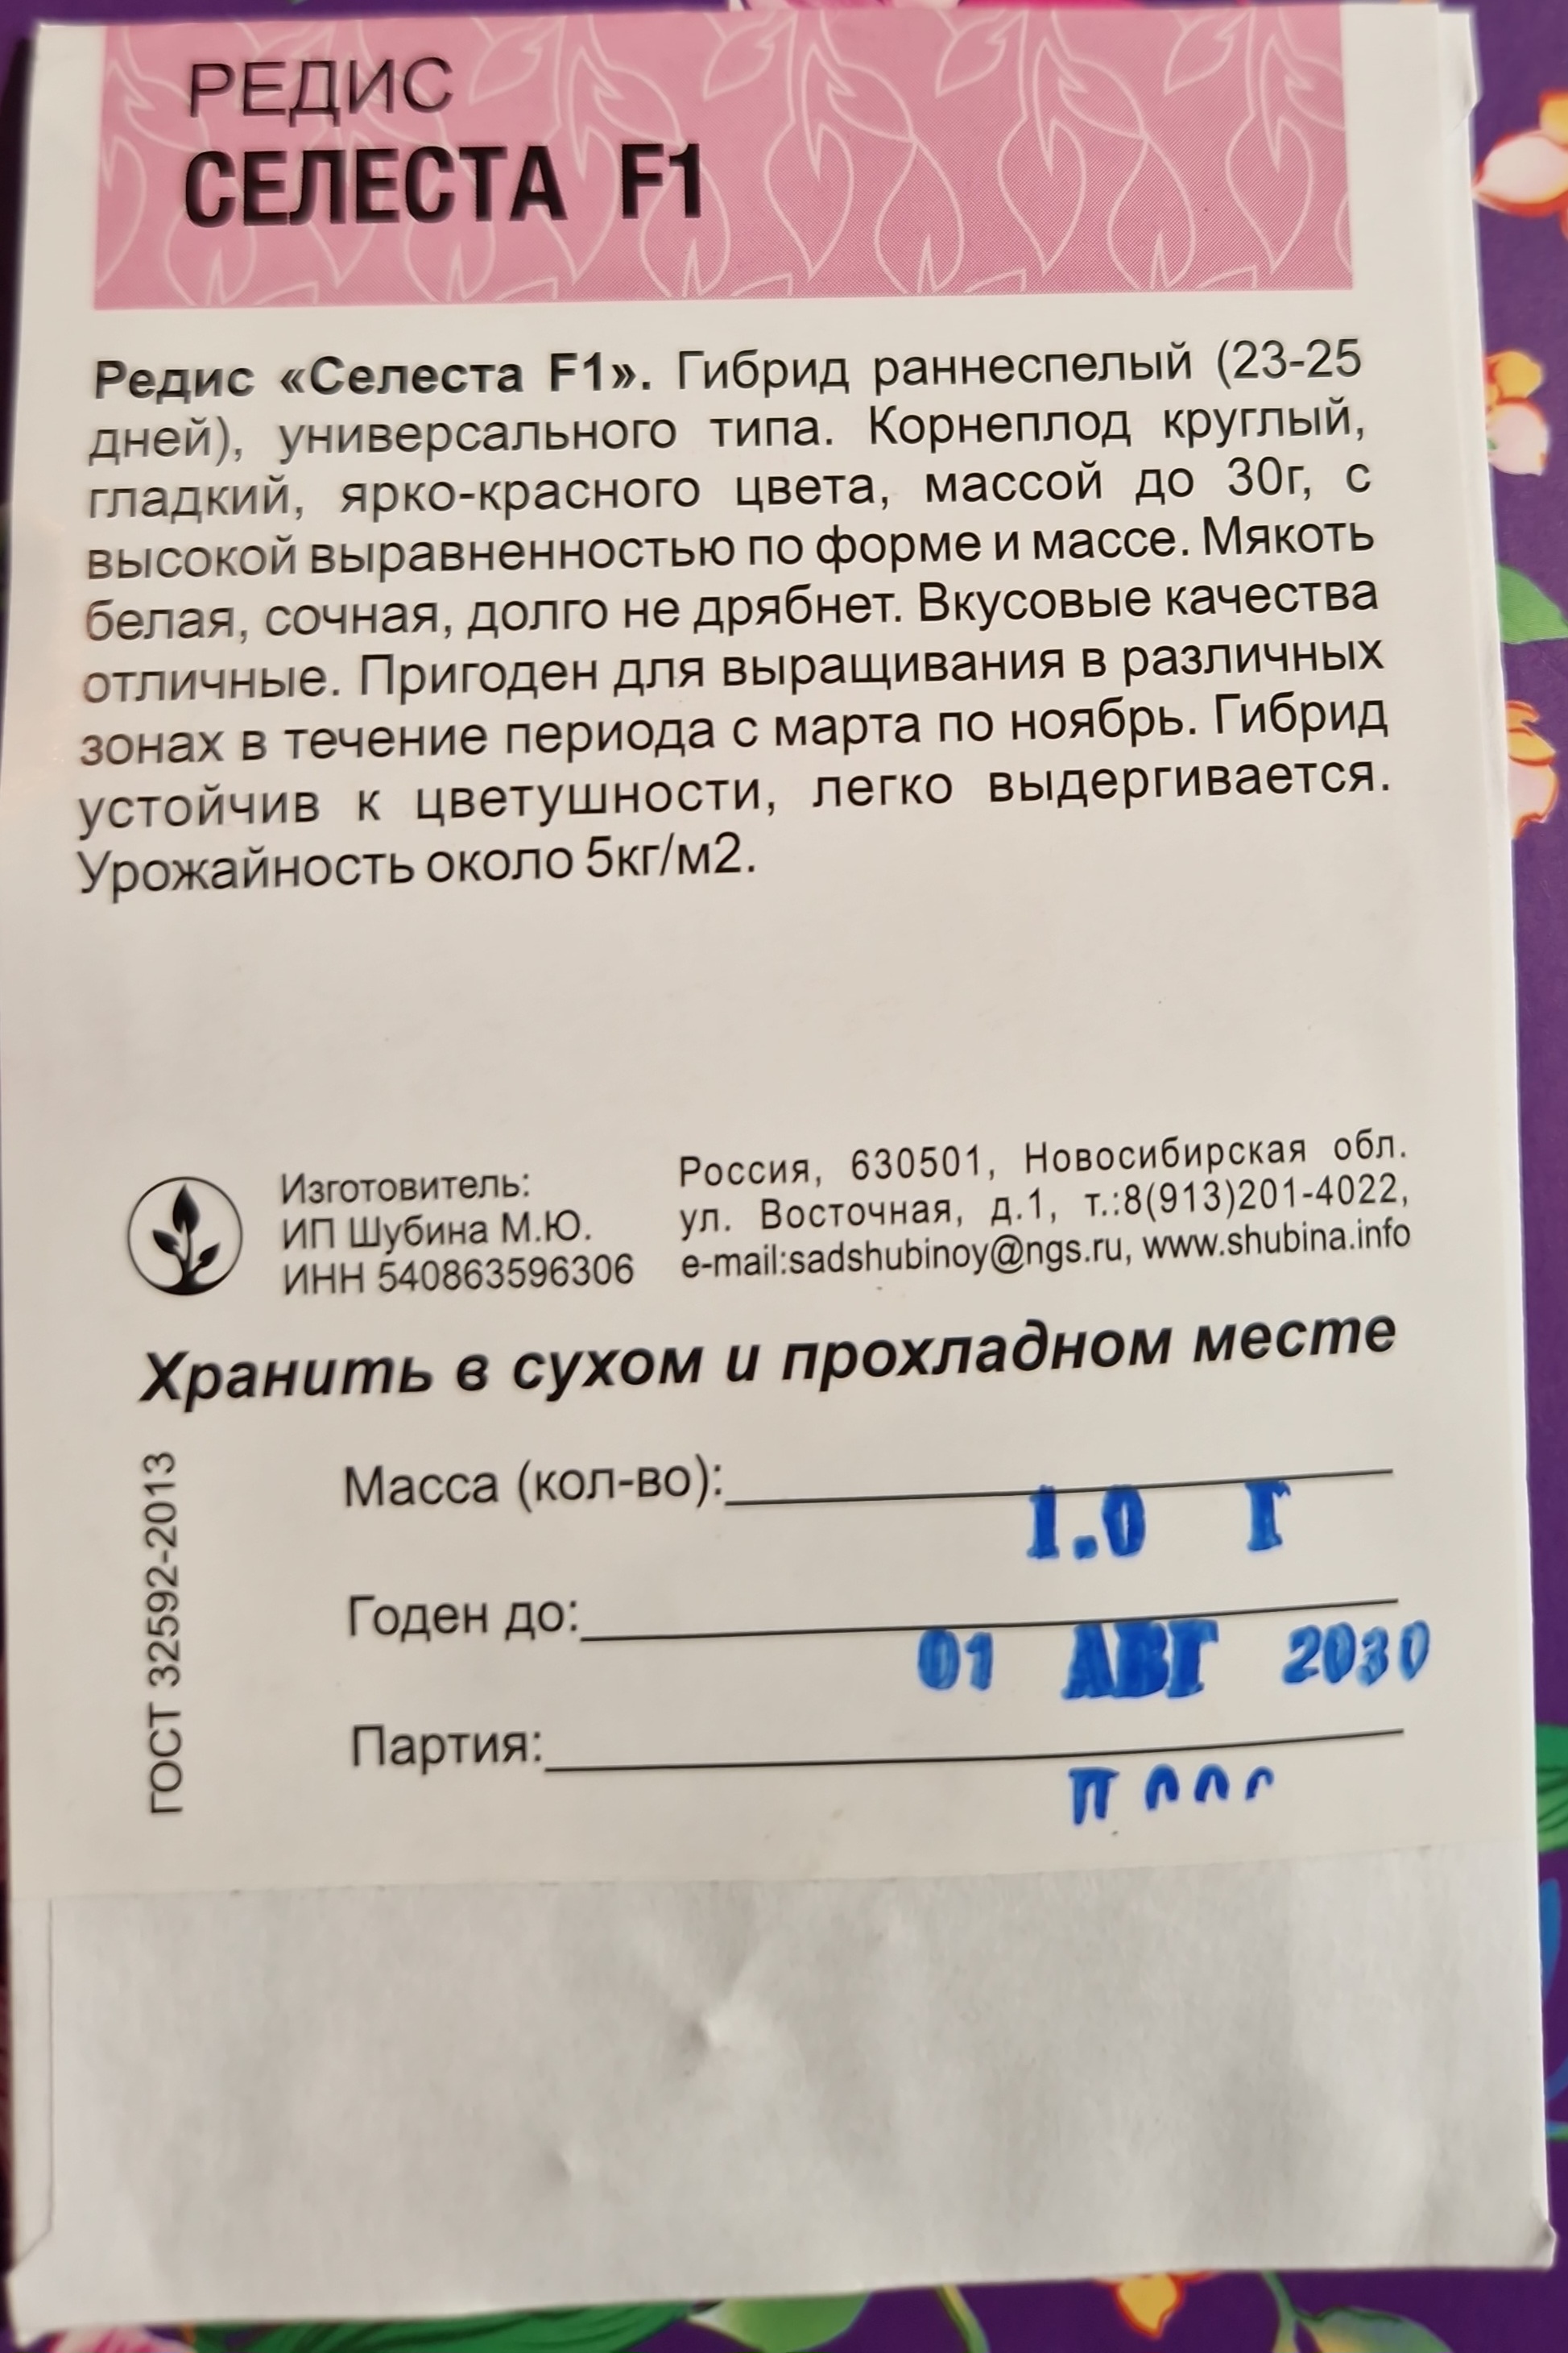 РЕДИС
СЕЛЕСТА F1
Редис «Селеста F1». Гибрид раннеспелый (23-25
дней), универсального типа. Корнеплод круглый,
гладкий, ярко-красного цвета, массой до 30г, с
высокой выравненностью по форме и массе. Мякоть
белая, сочная, долго не дрябнет. Вкусовые качества
отличные. Пригоден для выращивания в различных
зонах в течение периода с марта по ноябрь. Гибрид
устойчив к цветушности, легко выдергивается.
Урожайность около 5кг/м2.
Изготовитель:
ИП Шубина М.Ю.
ИНН 540863596306
Россия, 630501, Новосибирская обл.
ул. Восточная, д.1, т.:8(913)201-4022,
e-mail:sadshubinoy@ngs.ru, www.shubina.info
Хранить в сухом и прохладном месте
ГОСТ 32592-2013
Масса (кол-во):
1.0 Г
Годен до:
01 АВГ 2030
Партия: